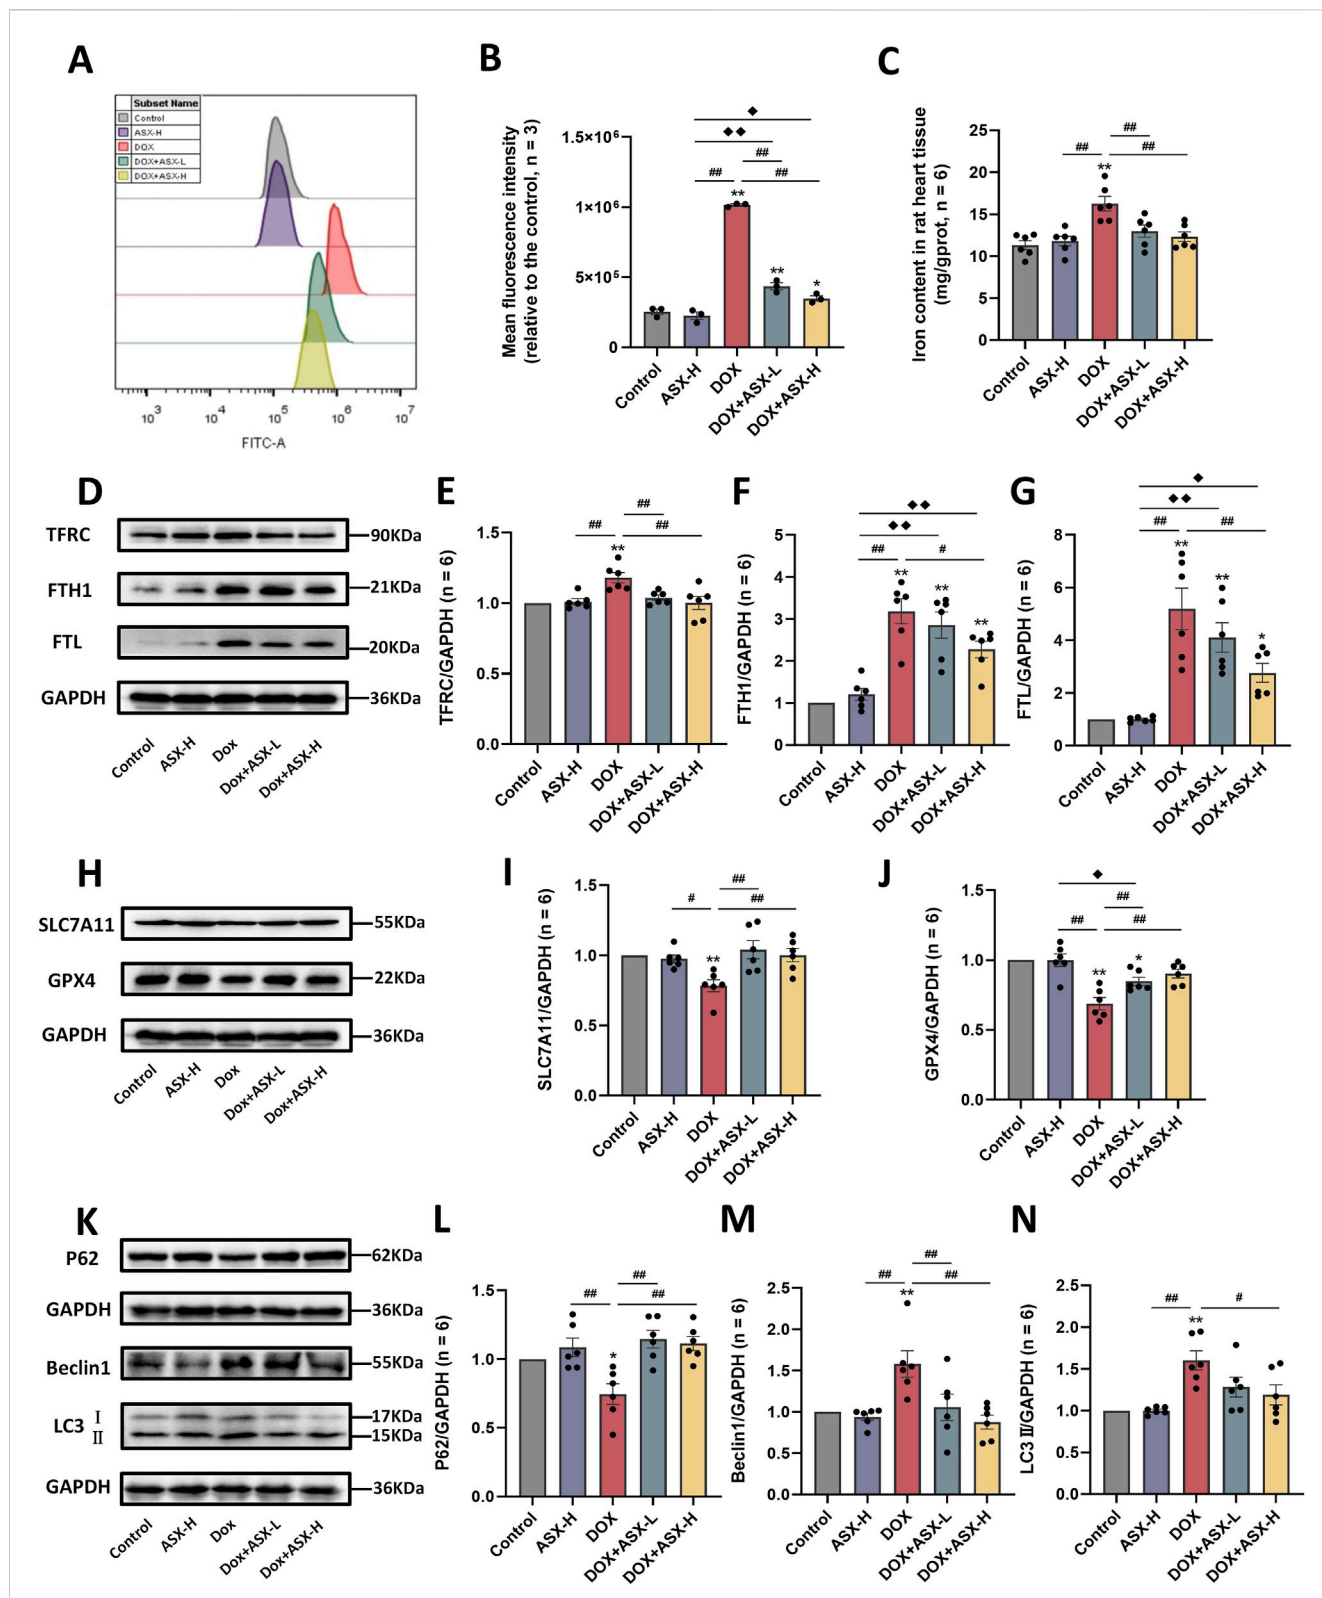 A
Subset Name
Control
ASX-H
DOX
DOX+ASX-L
DOX+ASX-H
10^3 10^4 10^5 10^6 10^7
FITC-A
B
Mean fluorescence intensity
(relative to the control, n = 3)
1.5×10⁶
1×10⁶
5×10⁵
0
◆
◆◆
##
## ##
**
**
*
Control ASX-H DOX DOX+ASX-L DOX+ASX-H
C
Iron content in rat heart tissue
(mg/gprot, n = 6)
25
20
15
10
5
0
##
## ##
**
Control ASX-H DOX DOX+ASX-L DOX+ASX-H
D
TFRC 90KDa
FTH1 21KDa
FTL 20KDa
GAPDH 36KDa
Control ASX-H Dox Dox+ASX-L Dox+ASX-H
E
TFRC/GAPDH (n = 6)
1.5
1.0
0.5
0.0
##
## ##
**
Control ASX-H DOX DOX+ASX-L DOX+ASX-H
F
FTH1/GAPDH (n = 6)
5
4
3
2
1
0
◆◆
◆◆
## #
** ** **
Control ASX-H DOX DOX+ASX-L DOX+ASX-H
G
FTL/GAPDH (n = 6)
8
6
4
2
0
◆
◆◆
## ##
** ** *
Control ASX-H DOX DOX+ASX-L DOX+ASX-H
H
SLC7A11 55KDa
GPX4 22KDa
GAPDH 36KDa
Control ASX-H Dox Dox+ASX-L Dox+ASX-H
I
SLC7A11/GAPDH (n = 6)
1.5
1.0
0.5
0.0
##
# ##
**
Control ASX-H DOX DOX+ASX-L DOX+ASX-H
J
GPX4/GAPDH (n = 6)
1.5
1.0
0.5
0.0
◆
##
## ##
** *
Control ASX-H DOX DOX+ASX-L DOX+ASX-H
K
P62 62KDa
GAPDH 36KDa
Beclin1 55KDa
LC3 I 17KDa
II 15KDa
GAPDH 36KDa
Control ASX-H Dox Dox+ASX-L Dox+ASX-H
L
P62/GAPDH (n = 6)
1.5
1.0
0.5
0.0
##
## ##
*
Control ASX-H DOX DOX+ASX-L DOX+ASX-H
M
Beclin1/GAPDH (n = 6)
2.5
2.0
1.5
1.0
0.5
0.0
##
## ##
**
Control ASX-H DOX DOX+ASX-L DOX+ASX-H
N
LC3 II/GAPDH (n = 6)
2.5
2.0
1.5
1.0
0.5
0.0
## #
**
Control ASX-H DOX DOX+ASX-L DOX+ASX-H